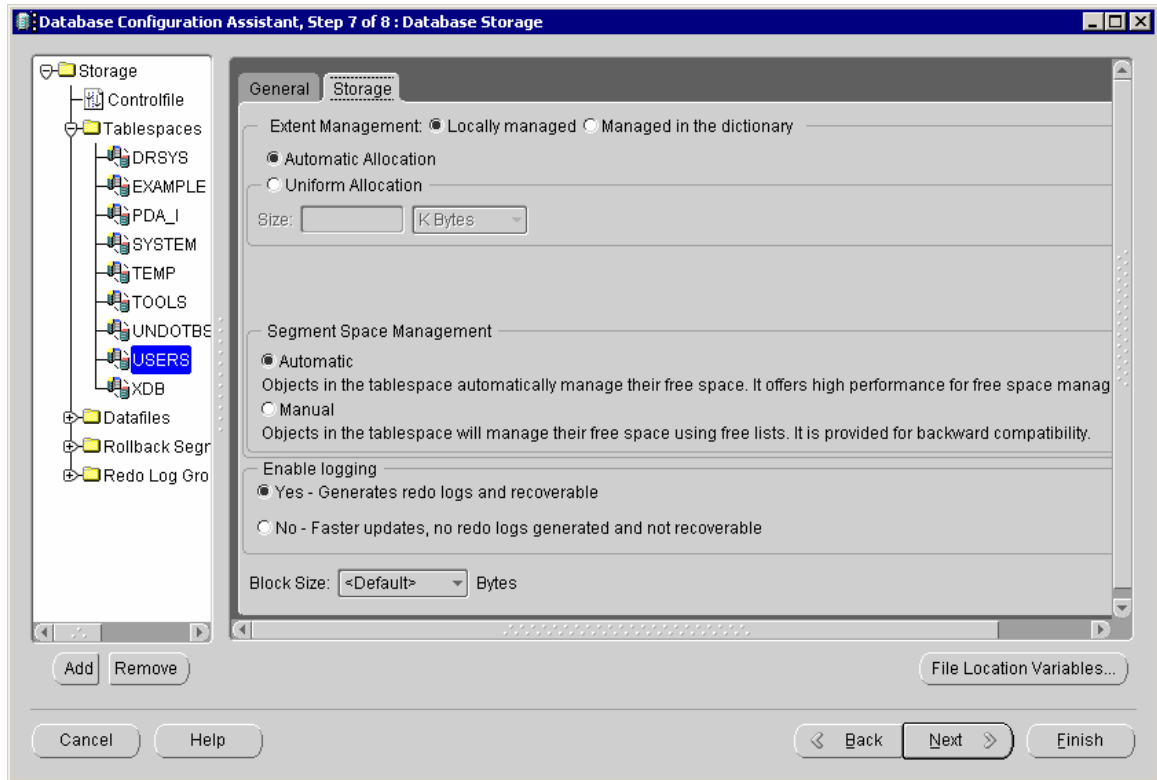 Database Configuration Assistant, Step 7 of 8 : Database Storage
Storage
Controlfile
Tablespaces
DRSYS
EXAMPLE
PDA_I
SYSTEM
TEMP
TOOLS
UNDOTBS
USERS
XDB
Datafiles
Rollback Segr
Redo Log Gro
Add Remove
General Storage
Extent Management: Locally managed Managed in the dictionary
Automatic Allocation
Uniform Allocation
Size: K Bytes
Segment Space Management
Automatic
Objects in the tablespace automatically manage their free space. It offers high performance for free space manag
Manual
Objects in the tablespace will manage their free space using free lists. It is provided for backward compatibility.
Enable logging
Yes - Generates redo logs and recoverable
No - Faster updates, no redo logs generated and not recoverable
Block Size: <Default> Bytes
File Location Variables...
Cancel Help Back Next Finish